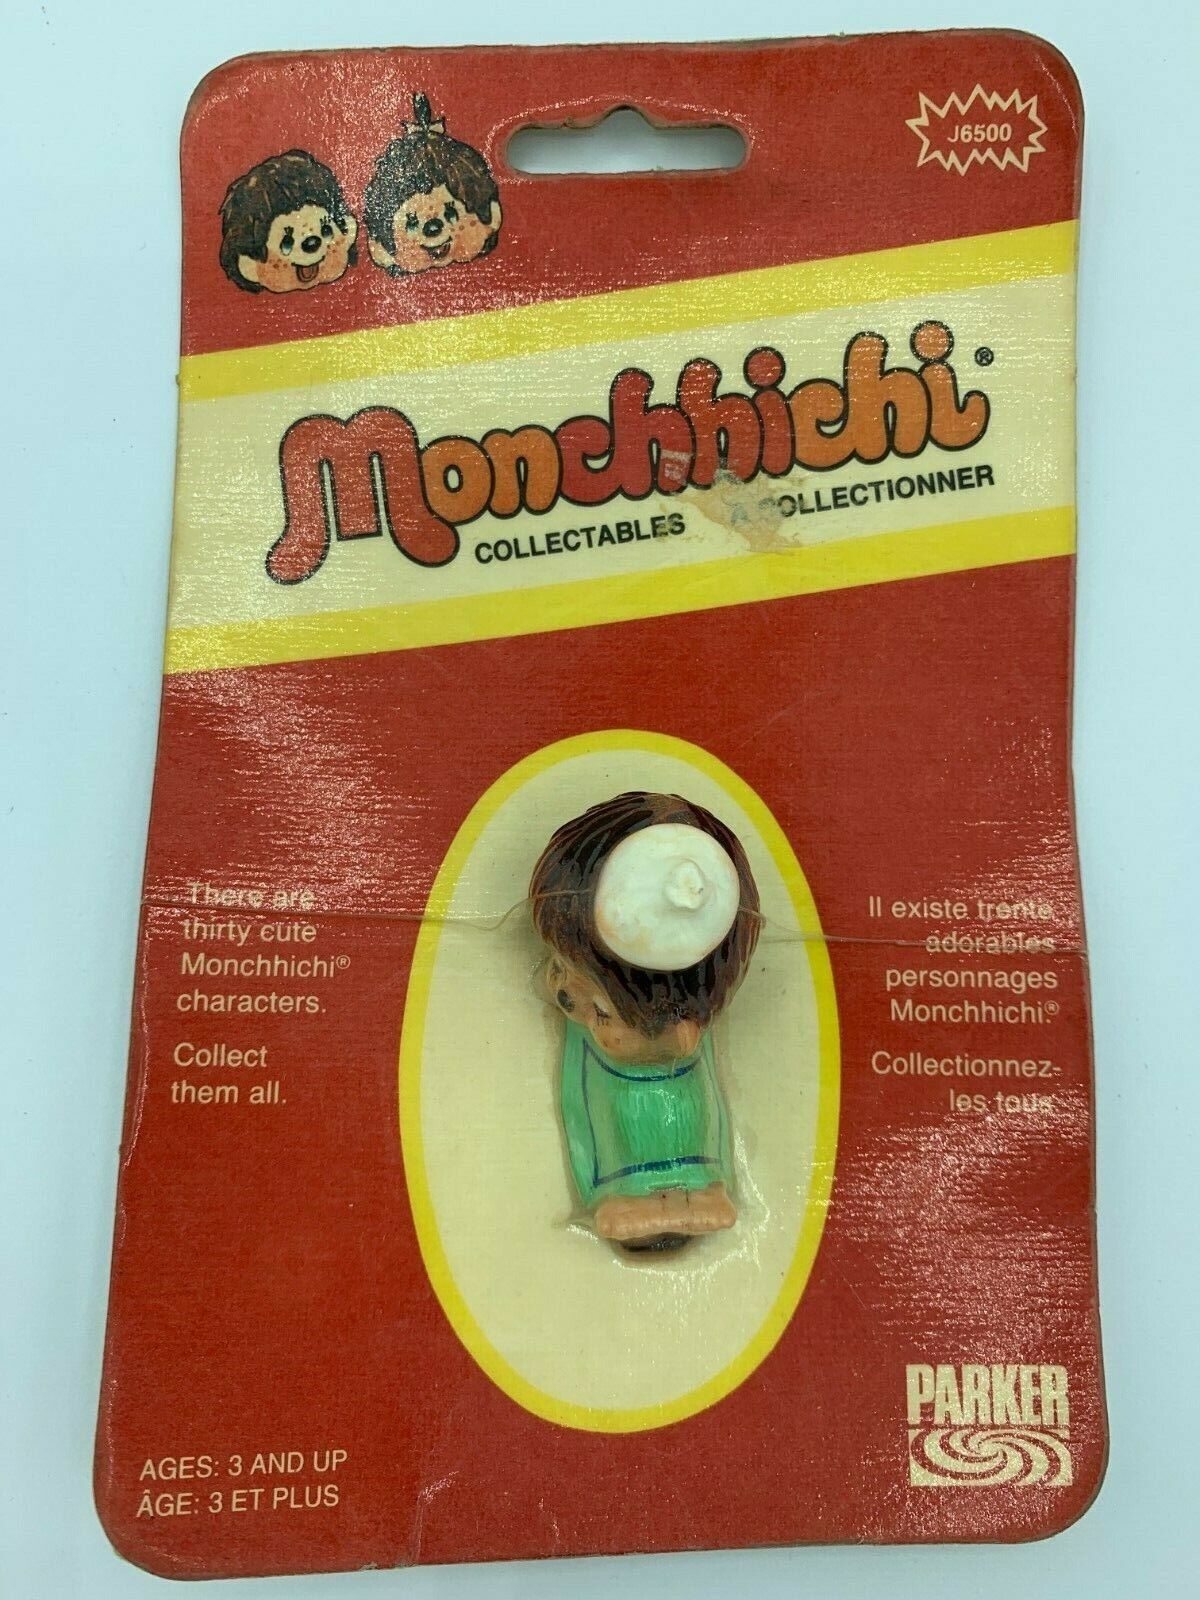 J6500
Monchhichi®
COLLECTABLES À COLLECTIONNER
There are
thirty cute
Monchhichi®
characters.
Collect
them all.
Il existe trente
adorables
personnages
Monchhichi.®
Collectionnez-
les tous
AGES: 3 AND UP
ÂGE: 3 ET PLUS
PARKER